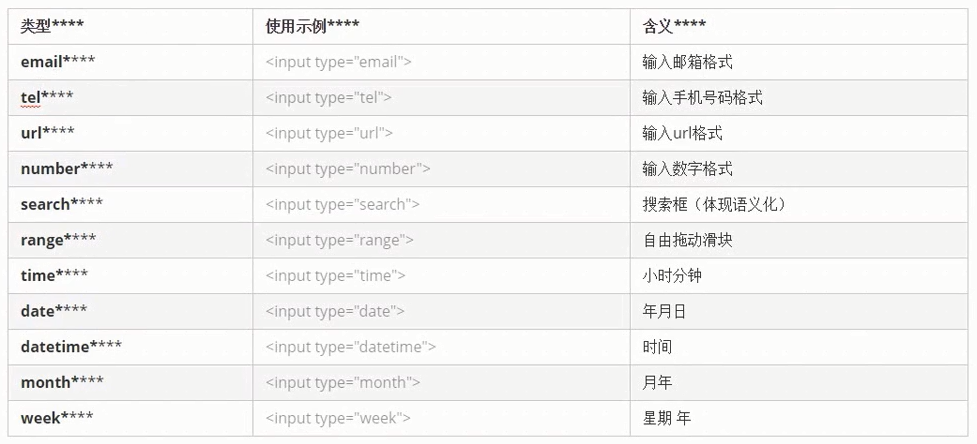 类型**** 使用示例**** 含义****
email***** <input type="email"> 输入邮箱格式
tel***** <input type="tel"> 输入手机号码格式
url***** <input type="url"> 输入url格式
number***** <input type="number"> 输入数字格式
search***** <input type="search"> 搜索框（体现语义化）
range***** <input type="range"> 自由拖动滑块
time***** <input type="time"> 小时分钟
date***** <input type="date"> 年月日
datetime***** <input type="datetime"> 时间
month***** <input type="month"> 月年
week***** <input type="week"> 星期 年